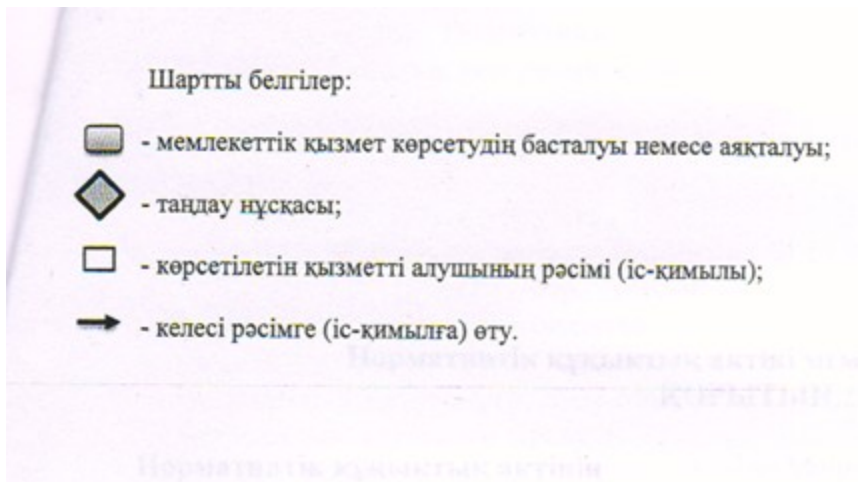 Шартты белгілер:
- мемлекеттік қызмет көрсетудің басталуы немесе аяқталуы;
- таңдау нұсқасы;
- көрсетілетін қызметті алушының рәсімі (іс-қимылы);
- келесі рәсімге (іс-қимылға) өту.